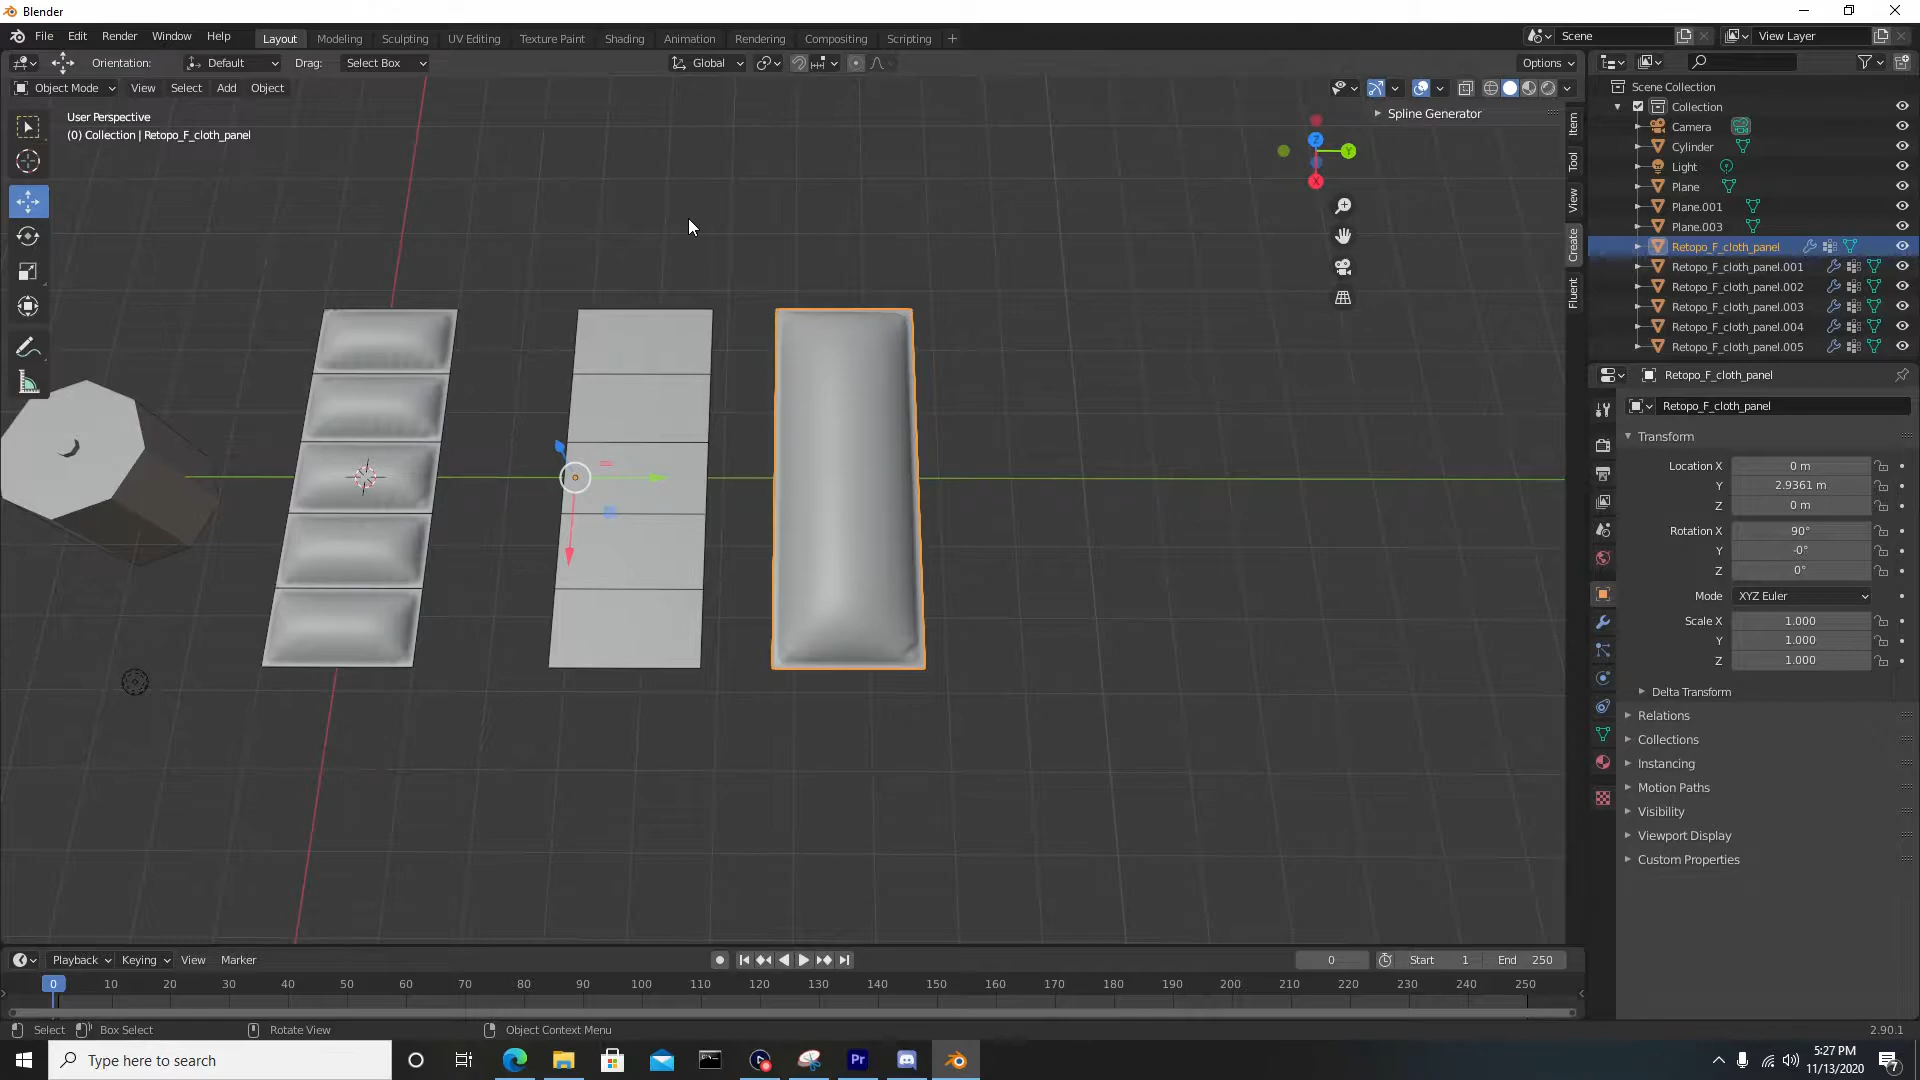 Blender
File Edit Render Window Help Layout Modeling Sculpting UV Editing Texture Paint Shading Animation Rendering Compositing Scripting + Scene View Layer
Orientation: Default Drag: Select Box Global Options
Object Mode View Select Add Object
User Perspective
(0) Collection | Retopo_F_cloth_panel
Spline Generator
Z
Y
X
Item
Tool
View
Create
Fluent
Scene Collection
Collection
Camera
Cylinder
Light
Plane
Plane.001
Plane.003
Retopo_F_cloth_panel
Retopo_F_cloth_panel.001
Retopo_F_cloth_panel.002
Retopo_F_cloth_panel.003
Retopo_F_cloth_panel.004
Retopo_F_cloth_panel.005
Retopo_F_cloth_panel
Retopo_F_cloth_panel
Transform
Location X 0 m
Y 2.9361 m
Z 0 m
Rotation X 90°
Y -0°
Z 0°
Mode XYZ Euler
Scale X 1.000
Y 1.000
Z 1.000
Delta Transform
Relations
Collections
Instancing
Motion Paths
Visibility
Viewport Display
Custom Properties
Playback Keying View Marker 0 Start 1 End 250
0 10 20 30 40 50 60 70 80 90 100 110 120 130 140 150 160 170 180 190 200 210 220 230 240 250
Select Box Select Rotate View Object Context Menu 2.90.1
Type here to search
Pr
5:27 PM
11/13/2020
7